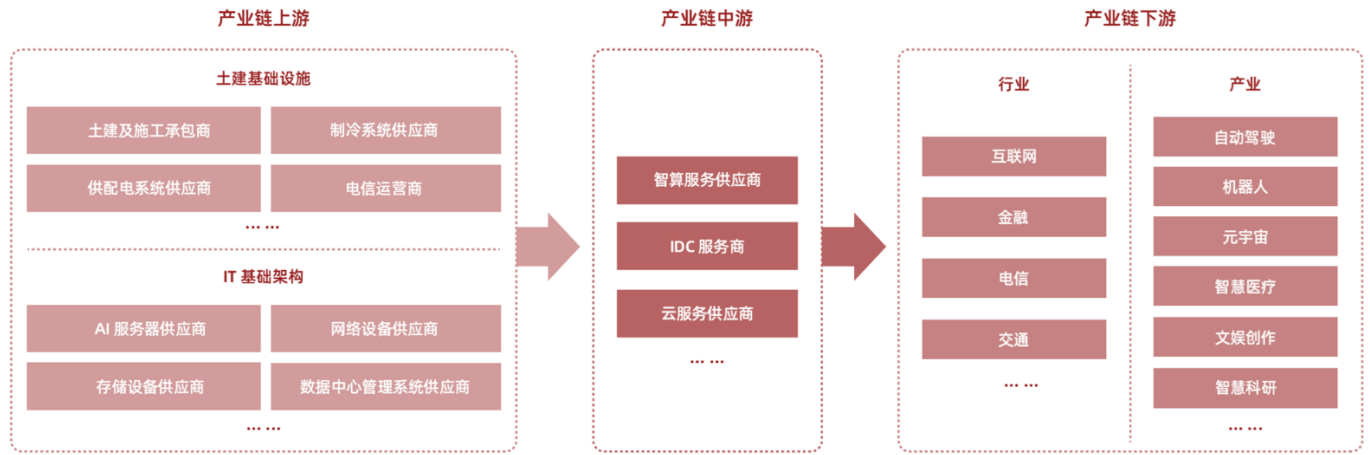 产业链上游
产业链中游
产业链下游
土建基础设施
土建及施工承包商
制冷系统供应商
供配电系统供应商
电信运营商
... ...
IT 基础架构
AI 服务器供应商
网络设备供应商
存储设备供应商
数据中心管理系统供应商
... ...
智算服务供应商
IDC 服务商
云服务供应商
... ...
行业
互联网
金融
电信
交通
... ...
产业
自动驾驶
机器人
元宇宙
智慧医疗
文娱创作
智慧科研
... ...